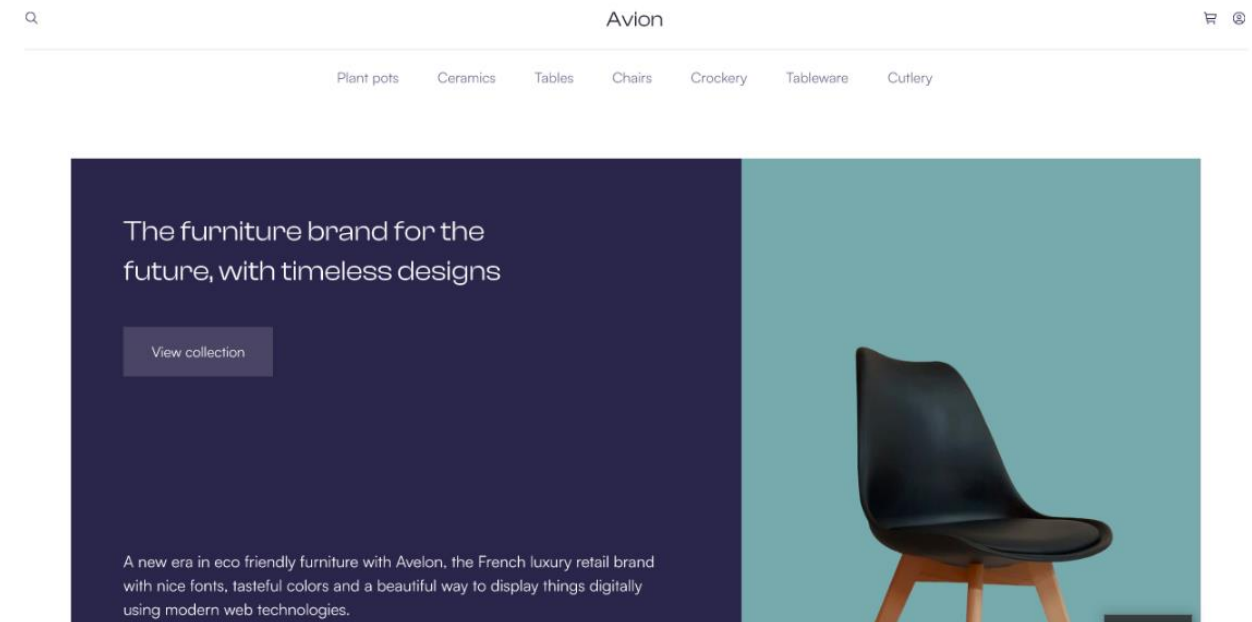 Avion
Plant pots Ceramics Tables Chairs Crockery Tableware Cutlery
The furniture brand for the
future, with timeless designs
View collection
A new era in eco friendly furniture with Avelon, the French luxury retail brand
with nice fonts, tasteful colors and a beautiful way to display things digitally
using modern web technologies.